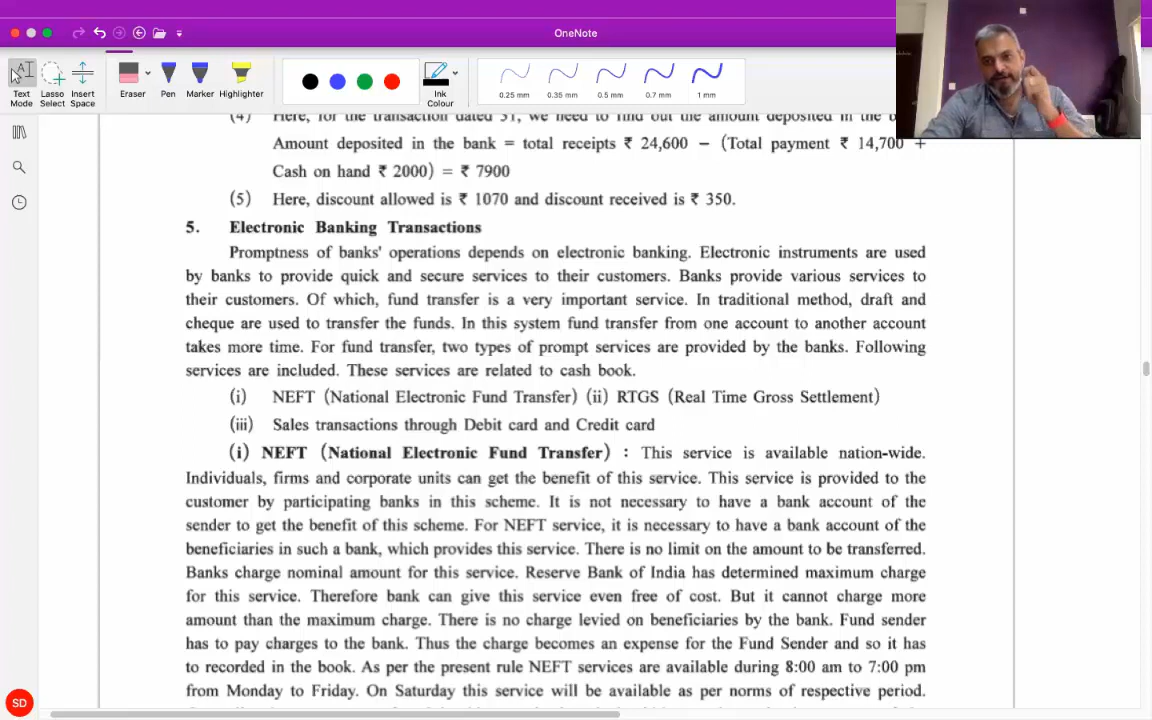 OneNote
Text Mode
Lasso Select
Insert Space
Eraser
Pen
Marker
Highlighter
Ink Colour
0.25 mm
0.35 mm
0.5 mm
0.7 mm
1 mm
(4) Here, for the transaction dated 31, we need to find out the amount deposited in the
Amount deposited in the bank = total receipts ₹ 24,600 − (Total payment ₹ 14,700 +
Cash on hand ₹ 2000) = ₹ 7900
(5) Here, discount allowed is ₹ 1070 and discount received is ₹ 350.
5. Electronic Banking Transactions
Promptness of banks' operations depends on electronic banking. Electronic instruments are used
by banks to provide quick and secure services to their customers. Banks provide various services to
their customers. Of which, fund transfer is a very important service. In traditional method, draft and
cheque are used to transfer the funds. In this system fund transfer from one account to another account
takes more time. For fund transfer, two types of prompt services are provided by the banks. Following
services are included. These services are related to cash book.
(i) NEFT (National Electronic Fund Transfer) (ii) RTGS (Real Time Gross Settlement)
(iii) Sales transactions through Debit card and Credit card
(i) NEFT (National Electronic Fund Transfer) : This service is available nation-wide.
Individuals, firms and corporate units can get the benefit of this service. This service is provided to the
customer by participating banks in this scheme. It is not necessary to have a bank account of the
sender to get the benefit of this scheme. For NEFT service, it is necessary to have a bank account of the
beneficiaries in such a bank, which provides this service. There is no limit on the amount to be transferred.
Banks charge nominal amount for this service. Reserve Bank of India has determined maximum charge
for this service. Therefore bank can give this service even free of cost. But it cannot charge more
amount than the maximum charge. There is no charge levied on beneficiaries by the bank. Fund sender
has to pay charges to the bank. Thus the charge becomes an expense for the Fund Sender and so it has
to recorded in the book. As per the present rule NEFT services are available during 8:00 am to 7:00 pm
from Monday to Friday. On Saturday this service will be available as per norms of respective period.
SD